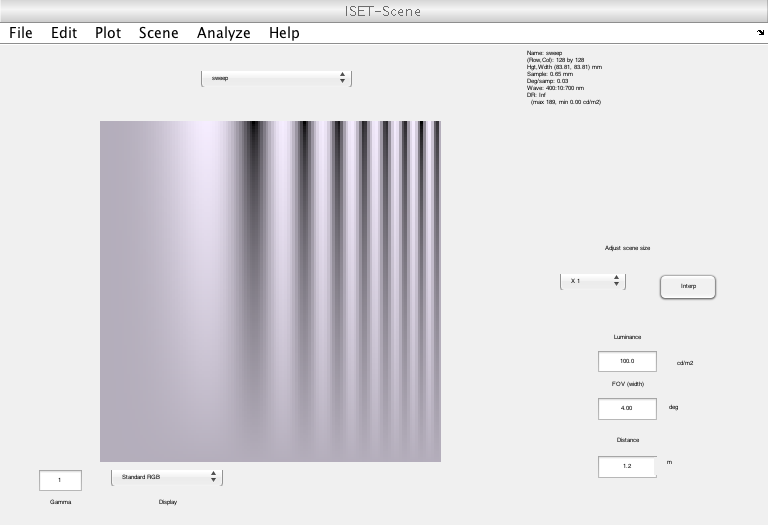 ISET-Scene
File Edit Plot Scene Analyze Help
sweep
Name: sweep
(Row,Col): 128 by 128
Hgt,Wdth (83.81, 83.81) mm
Sample: 0.65 mm
Deg/samp: 0.03
Wave: 400:10:700 nm
DR: Inf
(max 189, min 0.00 cd/m2)
Adjust scene size
X 1
Interp
Luminance
100.0 cd/m2
FOV (width)
4.00 deg
Distance
1.2 m
1
Standard RGB
Gamma
Display